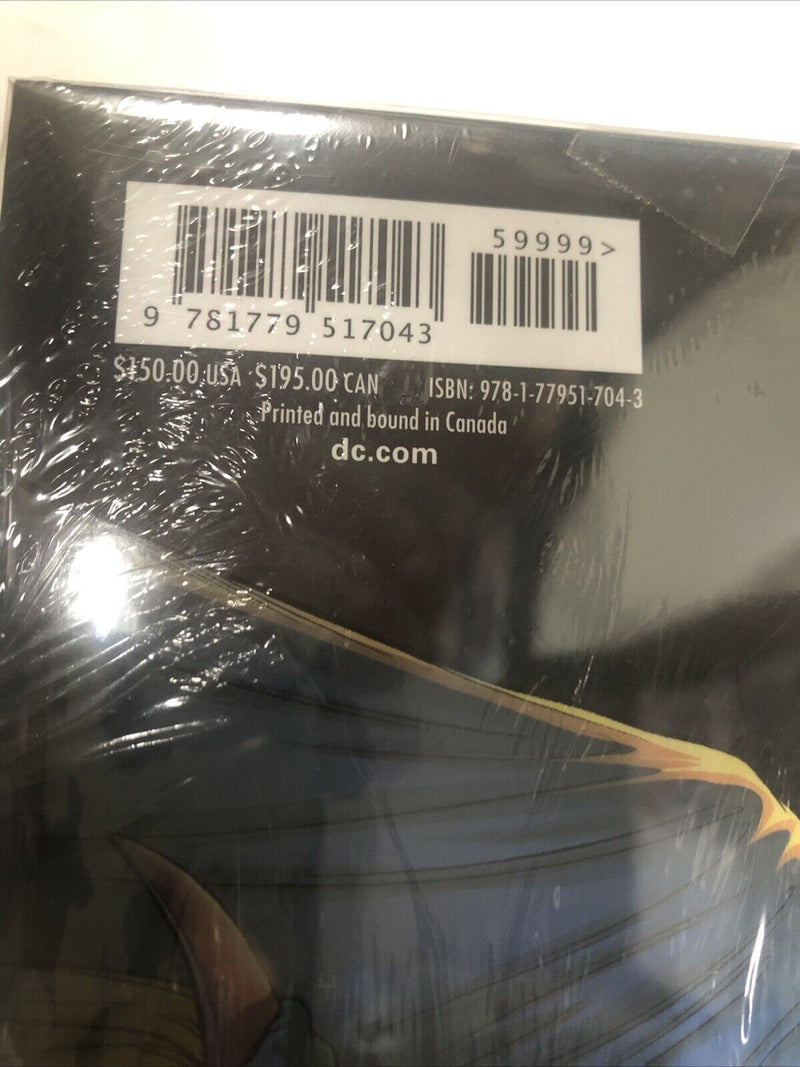 59999>
9 781779 517043
$150.00 USA $195.00 CAN ISBN: 978-1-77951-704-3
Printed and bound in Canada
dc.com